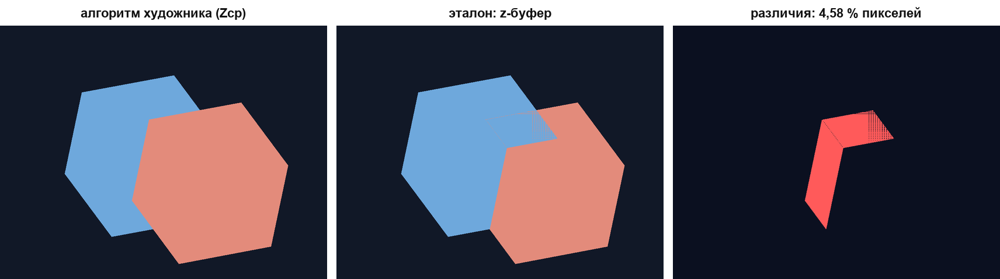 алгоритм художника (Zср)
эталон: z-буфер
различия: 4,58 % пикселей